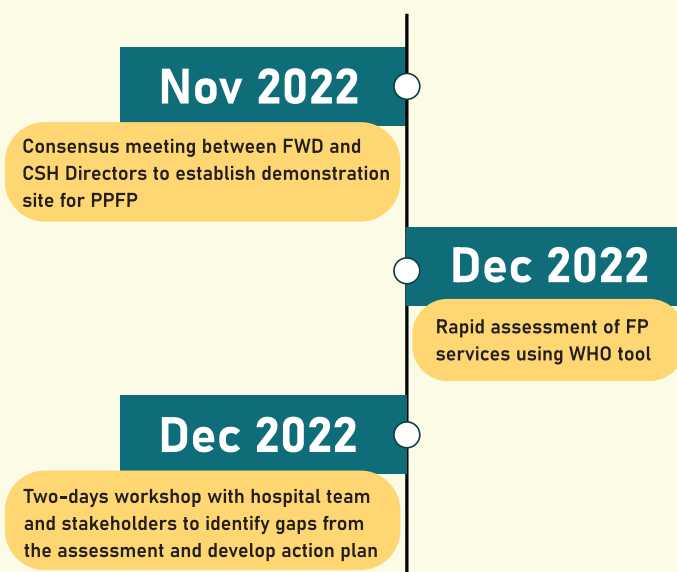 Nov 2022
Consensus meeting between FWD and
CSH Directors to establish demonstration
site for PPFP
Dec 2022
Rapid assessment of FP
services using WHO tool
Dec 2022
Two-days workshop with hospital team
and stakeholders to identify gaps from
the assessment and develop action plan